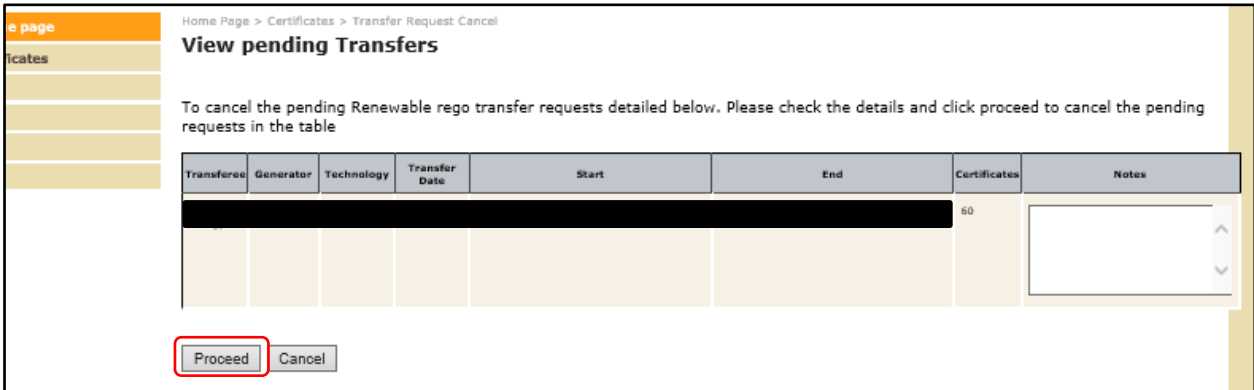 e page
Home Page > Certificates > Transfer Request Cancel
View pending Transfers
ficates
To cancel the pending Renewable rego transfer requests detailed below. Please check the details and click proceed to cancel the pending
requests in the table
Transferee Generator Technology Transfer Date Start End Certificates Notes
60
Proceed Cancel